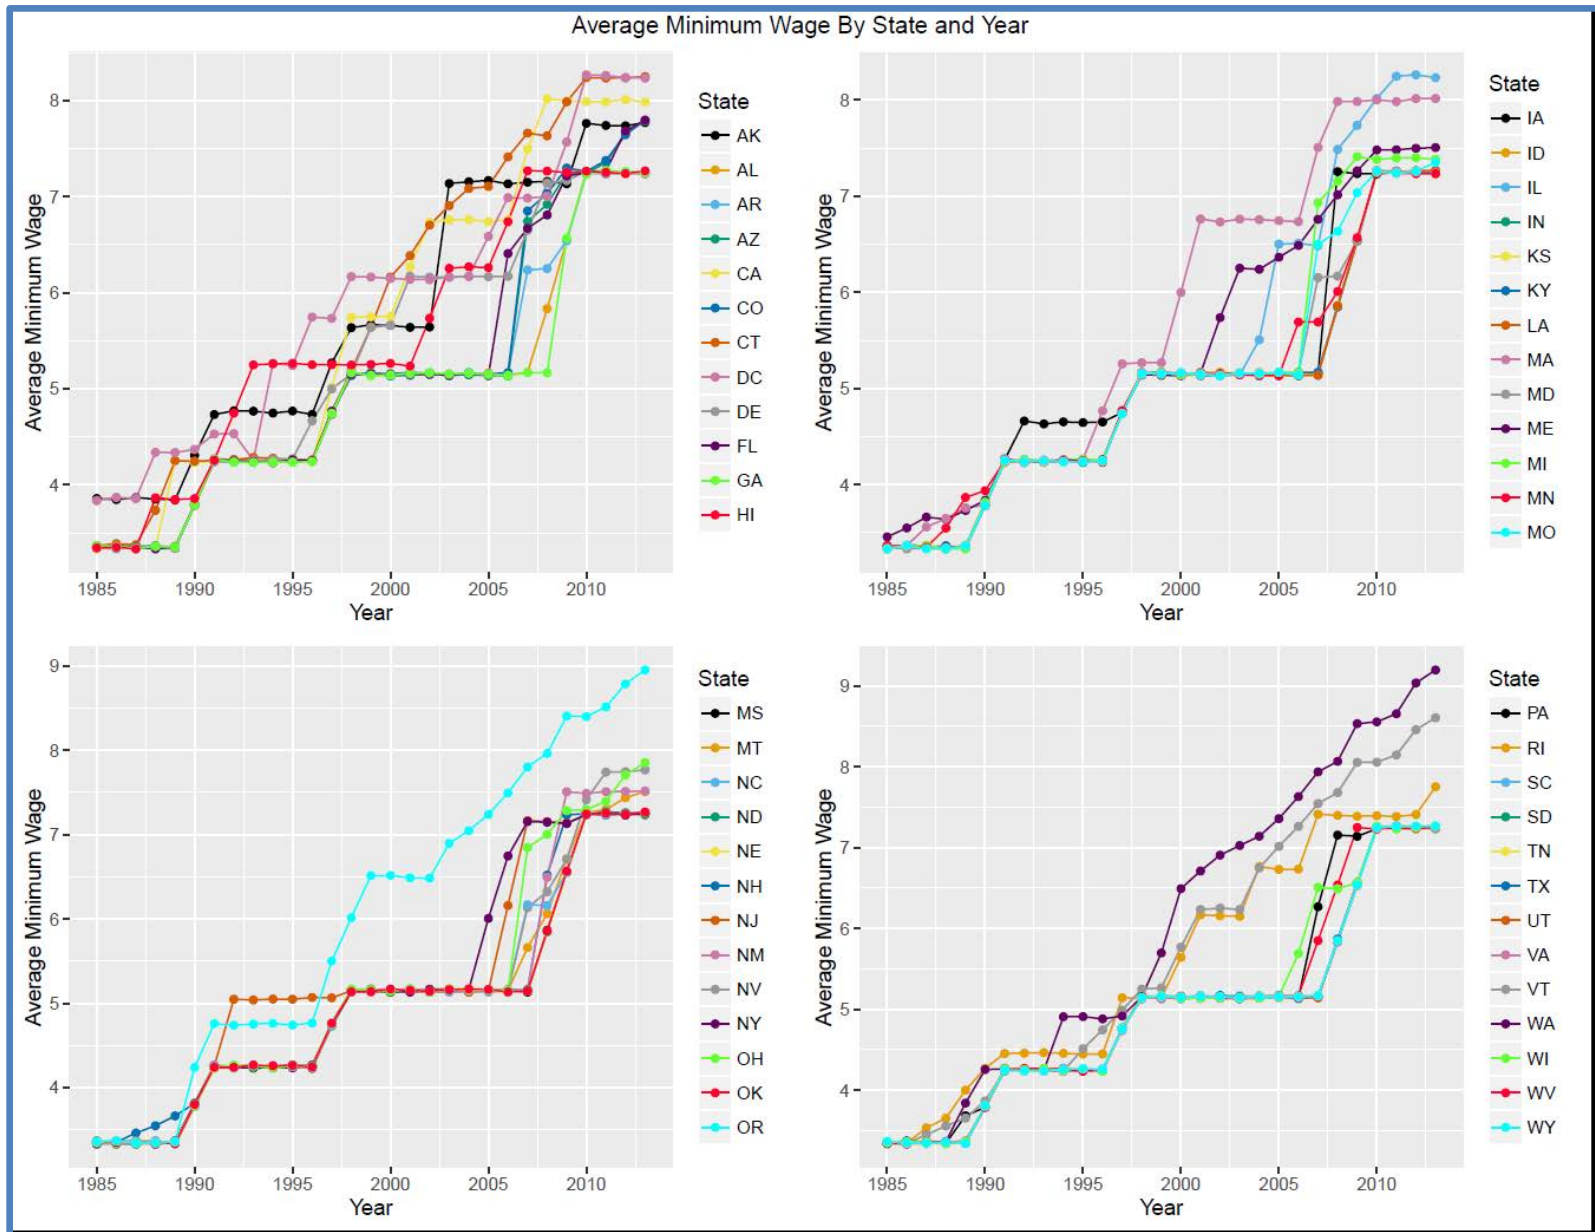 Average Minimum Wage By State and Year
Average Minimum Wage
8
7
6
5
4
1985 1990 1995 2000 2005 2010
Year
State
AK
AL
AR
AZ
CA
CO
CT
DC
DE
FL
GA
HI
Average Minimum Wage
8
7
6
5
4
1985 1990 1995 2000 2005 2010
Year
State
IA
ID
IL
IN
KS
KY
LA
MA
MD
ME
MI
MN
MO
Average Minimum Wage
9
8
7
6
5
4
1985 1990 1995 2000 2005 2010
Year
State
MS
MT
NC
ND
NE
NH
NJ
NM
NV
NY
OH
OK
OR
Average Minimum Wage
9
8
7
6
5
4
1985 1990 1995 2000 2005 2010
Year
State
PA
RI
SC
SD
TN
TX
UT
VA
VT
WA
WI
WV
WY